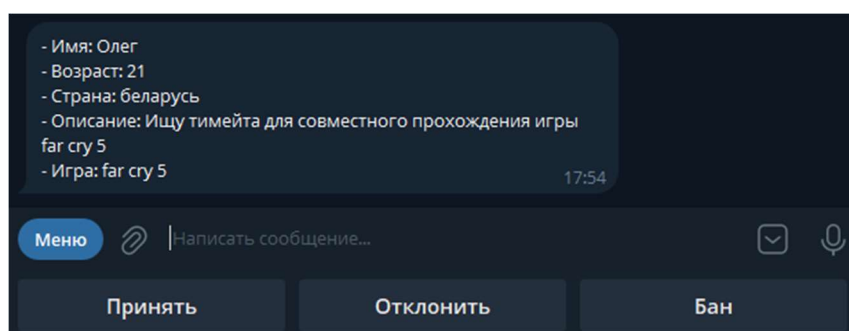 - Имя: Олег
- Возраст: 21
- Страна: беларусь
- Описание: Ищу тимейта для совместного прохождения игры
far cry 5
- Игра: far cry 5
17:54
Меню
Написать сообщение...
Принять
Отклонить
Бан